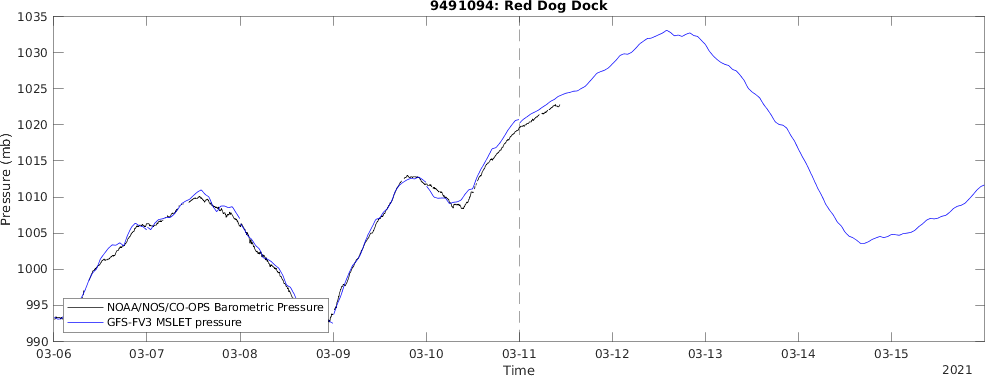 9491094: Red Dog Dock
Pressure (mb)
1035
1030
1025
1020
1015
1010
1005
1000
995
990
NOAA/NOS/CO-OPS Barometric Pressure
GFS-FV3 MSLET pressure
03-06 03-07 03-08 03-09 03-10 03-11 03-12 03-13 03-14 03-15
Time
2021